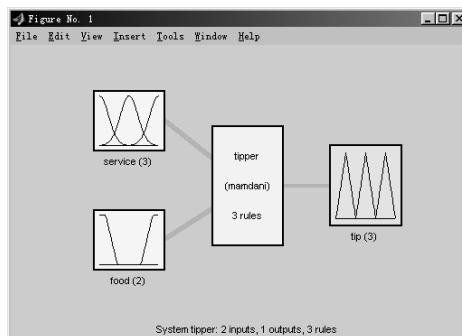 Figure No. 1
File Edit View Insert Tools Window Help
service (3)
tipper
(mamdani)
3 rules
food (2)
tip (3)
System tipper: 2 inputs, 1 outputs, 3 rules